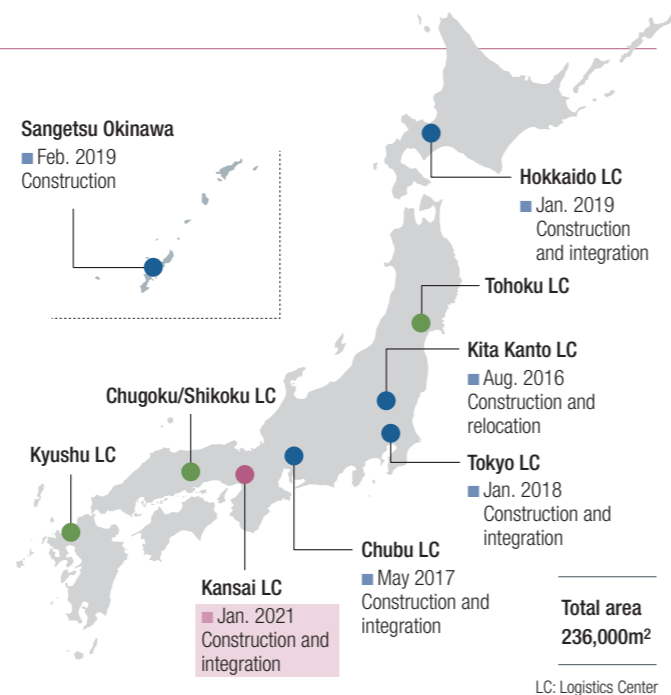 Sangetsu Okinawa
Feb. 2019
Construction
Hokkaido LC
Jan. 2019
Construction
and integration
Tohoku LC
Kita Kanto LC
Aug. 2016
Construction and
relocation
Chugoku/Shikoku LC
Kyushu LC
Tokyo LC
Jan. 2018
Construction and
integration
Chubu LC
May 2017
Construction and
integration
Kansai LC
Jan. 2021
Construction and
integration
Total area
236,000m²
LC: Logistics Center